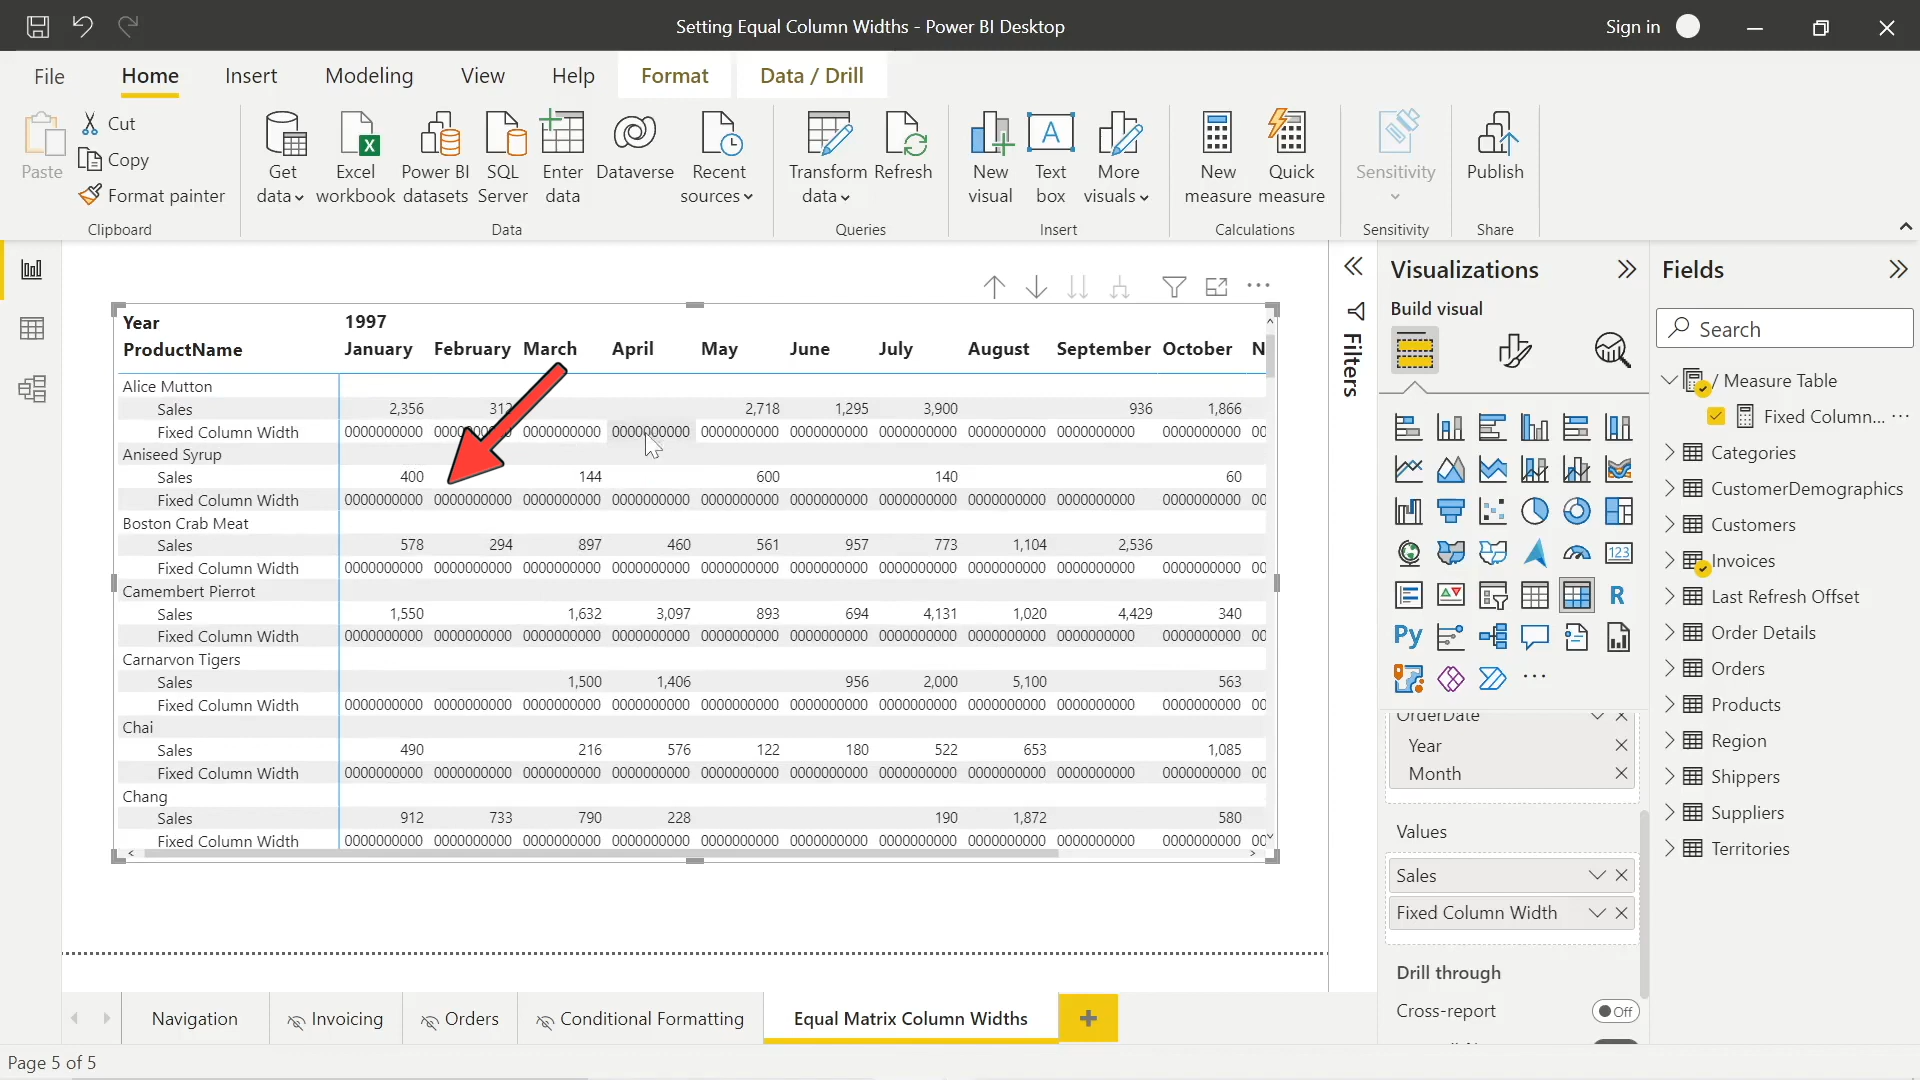 Setting Equal Column Widths - Power BI Desktop
Sign in
File Home Insert Modeling View Help Format Data / Drill
Paste
Cut
Copy
Format painter
Clipboard
Get data
Excel workbook
Power BI datasets
SQL Server
Enter data
Dataverse
Recent sources
Data
Transform data
Refresh
Queries
New visual
Text box
More visuals
Insert
New measure
Quick measure
Calculations
Sensitivity
Sensitivity
Publish
Share
Year 1997
ProductName January February March April May June July August September October N
Alice Mutton
Sales 2,356 2,718 1,295 3,900 936 1,866
Fixed Column Width 0000000000 0000000000 0000000000 0000000000 0000000000 0000000000 0000000000 0000000000 0000000000 00
Aniseed Syrup
Sales 400 144 600 140 60
Fixed Column Width 0000000000 0000000000 0000000000 0000000000 0000000000 0000000000 0000000000 0000000000 0000000000 0000000000 00
Boston Crab Meat
Sales 578 294 897 460 561 957 773 1,104 2,536
Fixed Column Width 0000000000 0000000000 0000000000 0000000000 0000000000 0000000000 0000000000 0000000000 0000000000 0000000000 00
Camembert Pierrot
Sales 1,550 1,632 3,097 893 694 4,131 1,020 4,429 340
Fixed Column Width 0000000000 0000000000 0000000000 0000000000 0000000000 0000000000 0000000000 0000000000 0000000000 0000000000 00
Carnarvon Tigers
Sales 1,500 1,406 956 2,000 5,100 563
Fixed Column Width 0000000000 0000000000 0000000000 0000000000 0000000000 0000000000 0000000000 0000000000 0000000000 0000000000 00
Chai
Sales 490 216 576 122 180 522 653 1,085
Fixed Column Width 0000000000 0000000000 0000000000 0000000000 0000000000 0000000000 0000000000 0000000000 0000000000 0000000000 00
Chang
Sales 912 733 790 228 190 1,872 580
Fixed Column Width 0000000000 0000000000 0000000000 0000000000 0000000000 0000000000 0000000000 0000000000 0000000000 0000000000 00
Filters
Visualizations
Build visual
123
R
Py
OrderDate
Year
Month
Values
Sales
Fixed Column Width
Drill through
Cross-report Off
Fields
Search
/ Measure Table
Fixed Column...
Categories
CustomerDemographics
Customers
Invoices
Last Refresh Offset
Order Details
Orders
Products
Region
Shippers
Suppliers
Territories
Navigation Invoicing Orders Conditional Formatting Equal Matrix Column Widths
Page 5 of 5